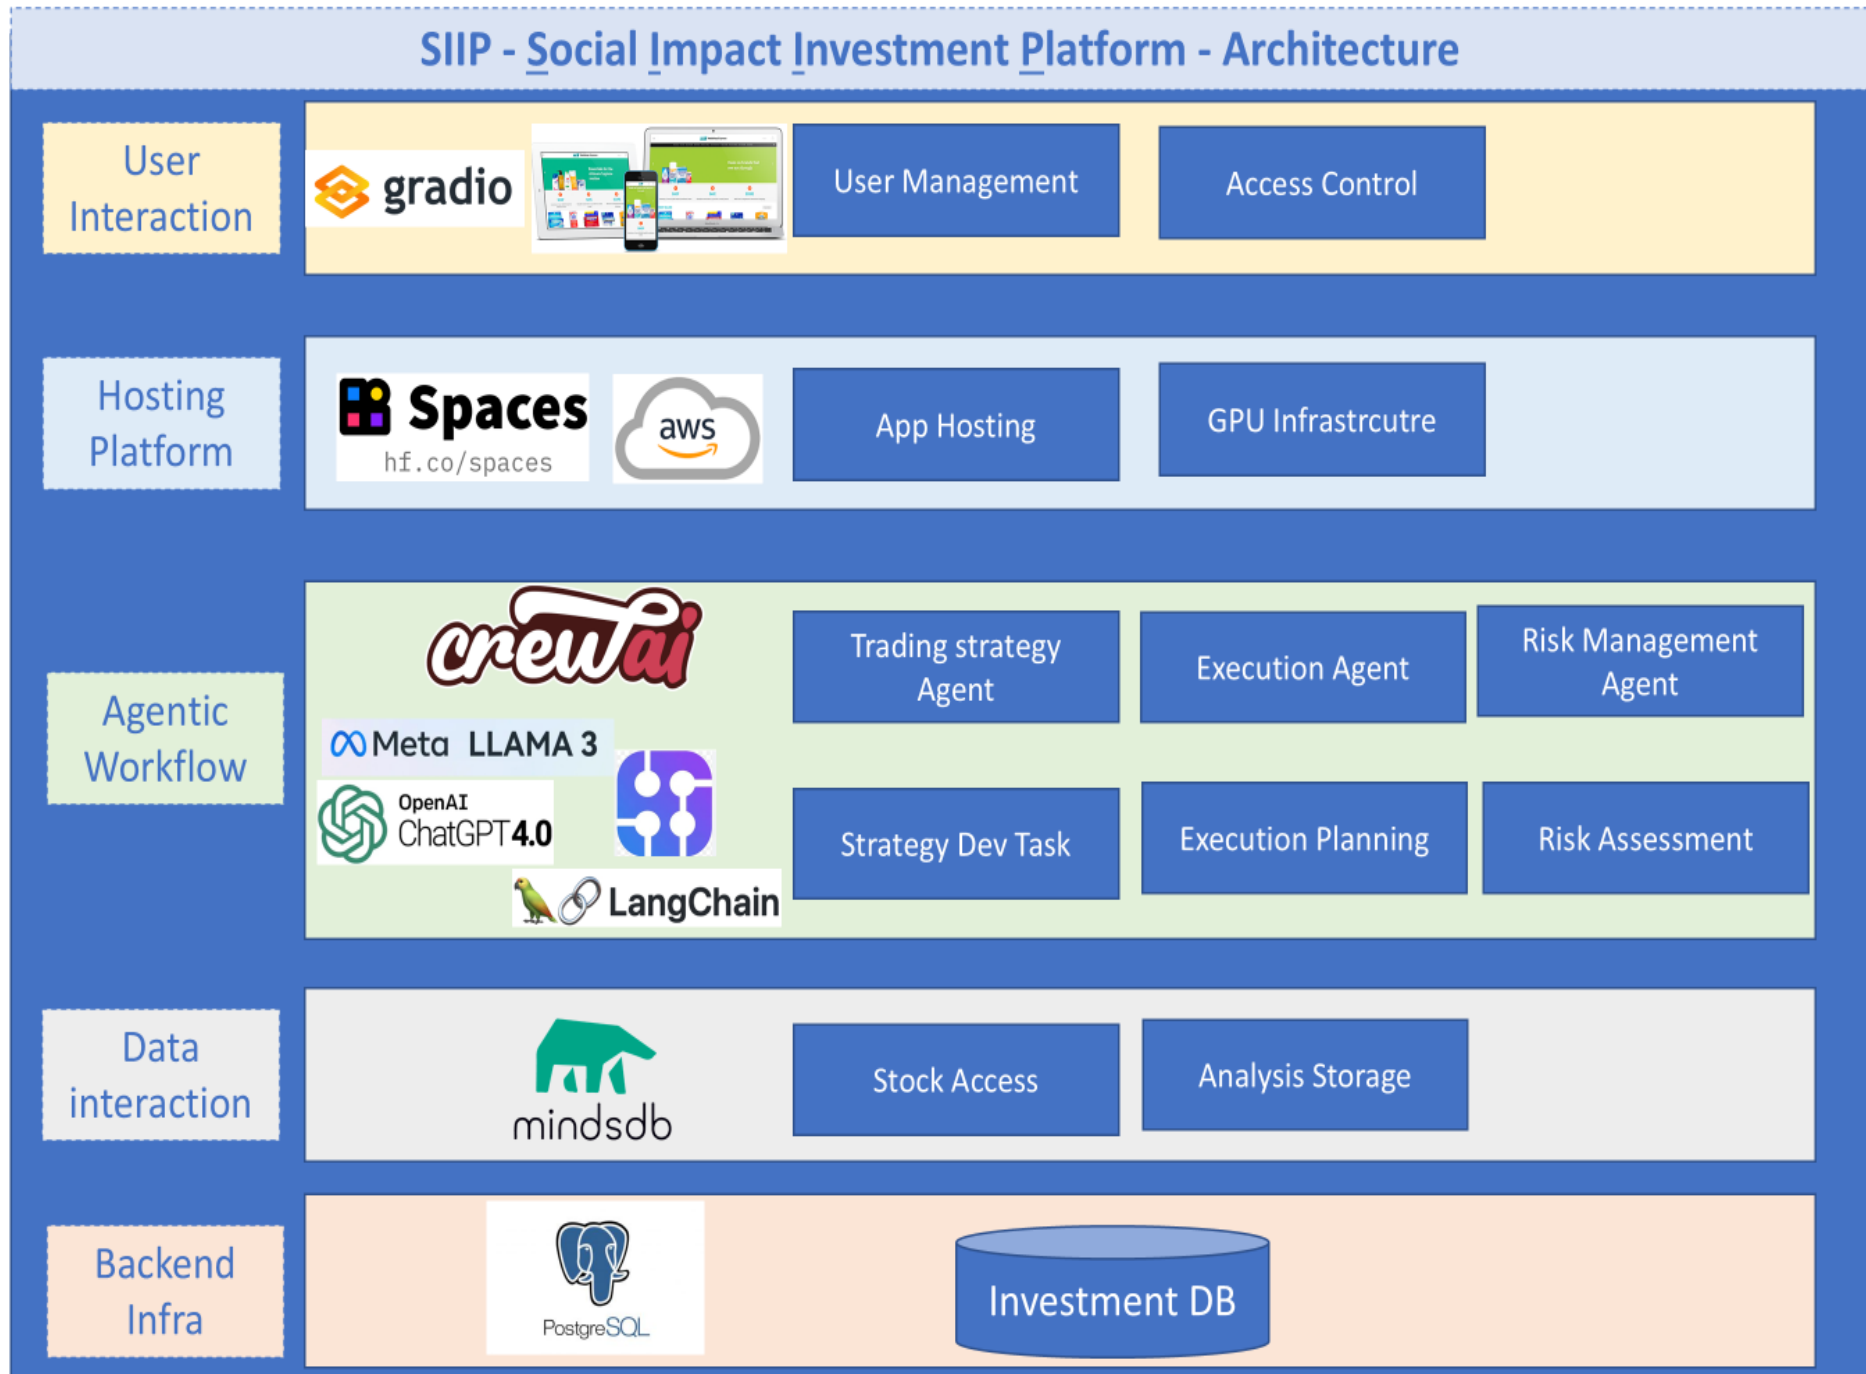 SIIP - Social Impact Investment Platform - Architecture
User
Interaction
gradio
User Management
Access Control
Hosting
Platform
Spaces
hf.co/spaces
aws
App Hosting
GPU Infrastrcutre
Agentic
Workflow
crewai
Meta LLAMA 3
OpenAI
ChatGPT 4.0
LangChain
Trading strategy
Agent
Execution Agent
Risk Management
Agent
Strategy Dev Task
Execution Planning
Risk Assessment
Data
interaction
mindsdb
Stock Access
Analysis Storage
Backend
Infra
PostgreSQL
Investment DB